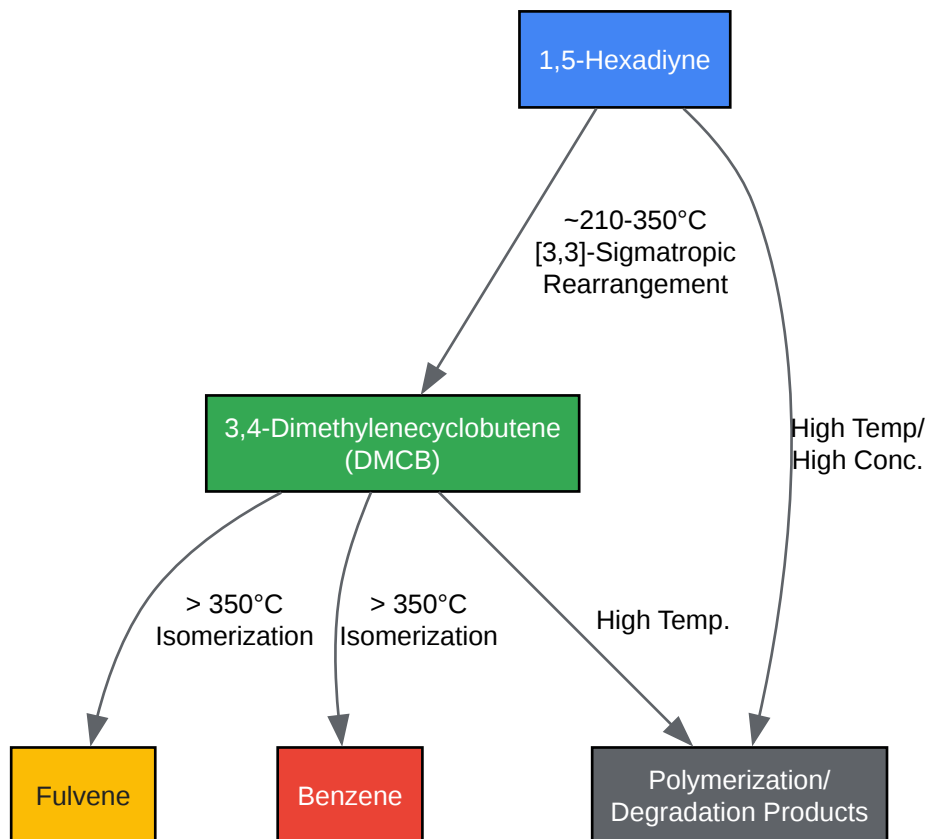 1,5-Hexadiyne
~210-350°C
[3,3]-Sigmatropic
Rearrangement
3,4-Dimethylenecyclobutene
(DMCB)
High Temp/
High Conc.
> 350°C
Isomerization
> 350°C
Isomerization
High Temp.
Fulvene
Benzene
Polymerization/
Degradation Products